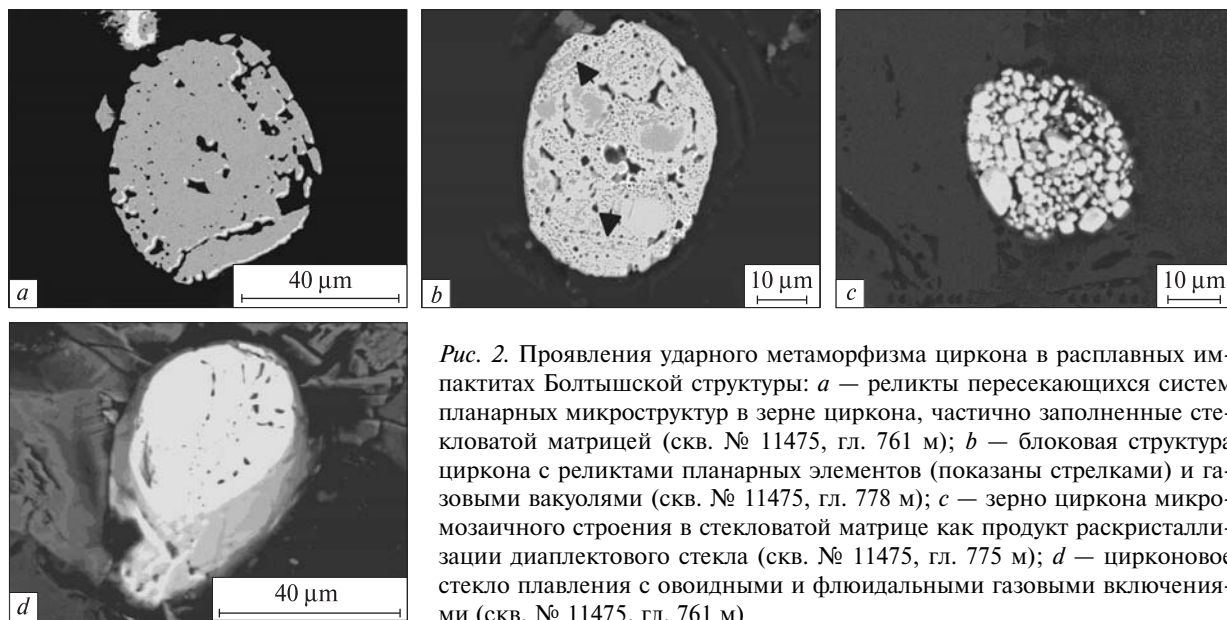 40 μm
a
10 μm
b
10 μm
c
40 μm
d
Рис. 2. Проявления ударного метаморфизма циркона в расплавных им-
пактитах Болтышской структуры: a — реликты пересекающихся систем
планарных микроструктур в зерне циркона, частично заполненные сте-
кловатой матрицей (скв. № 11475, гл. 761 м); b — блоковая структура
циркона с реликтами планарных элементов (показаны стрелками) и га-
зовыми вакуолями (скв. № 11475, гл. 778 м); c — зерно циркона микро-
мозаичного строения в стекловатой матрице как продукт раскристалли-
зации диаплектового стекла (скв. № 11475, гл. 775 м); d — цирконовое
стекло плавления с овоидными и флюидальными газовыми включения-
ми (скв. № 11475, гл. 761 м)